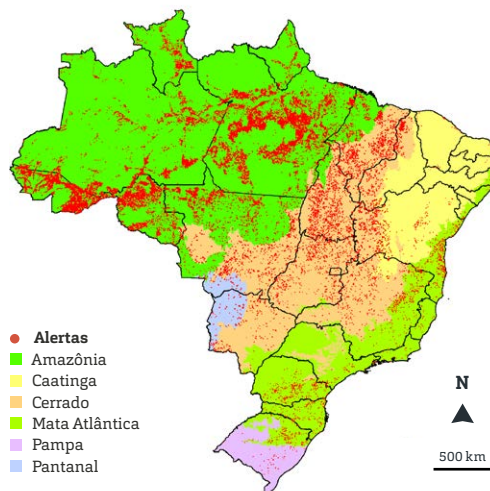 Alertas
Amazônia
Caatinga
Cerrado
Mata Atlântica
Pampa
Pantanal
N
500 km